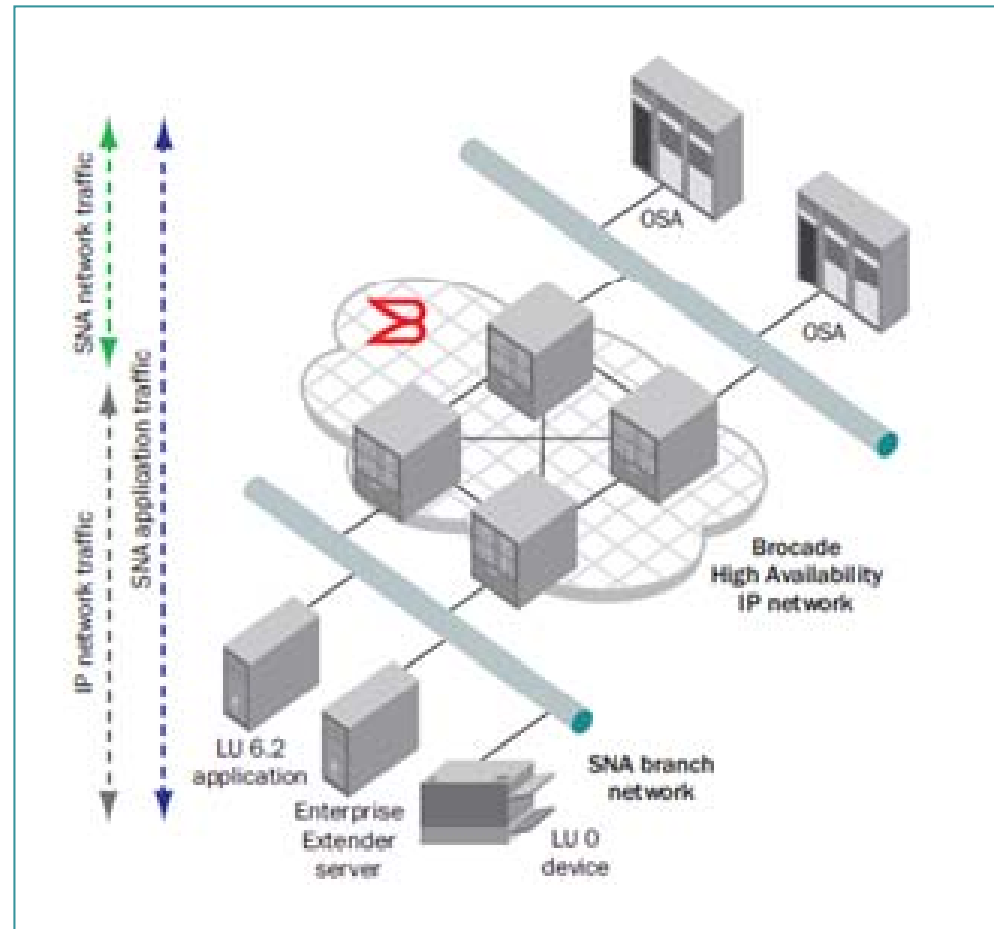 SNA network traffic
SNA application traffic
IP network traffic
OSA
OSA
Brocade
High Availability
IP network
LU 6.2
application
SNA branch
network
Enterprise
Extender
server
LU 0
device